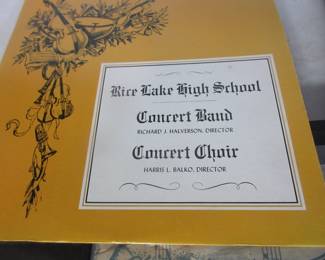 Rice Lake High School
Concert Band
RICHARD J. HALVERSON, DIRECTOR
Concert Choir
HARRIS L. BALKO, DIRECTOR